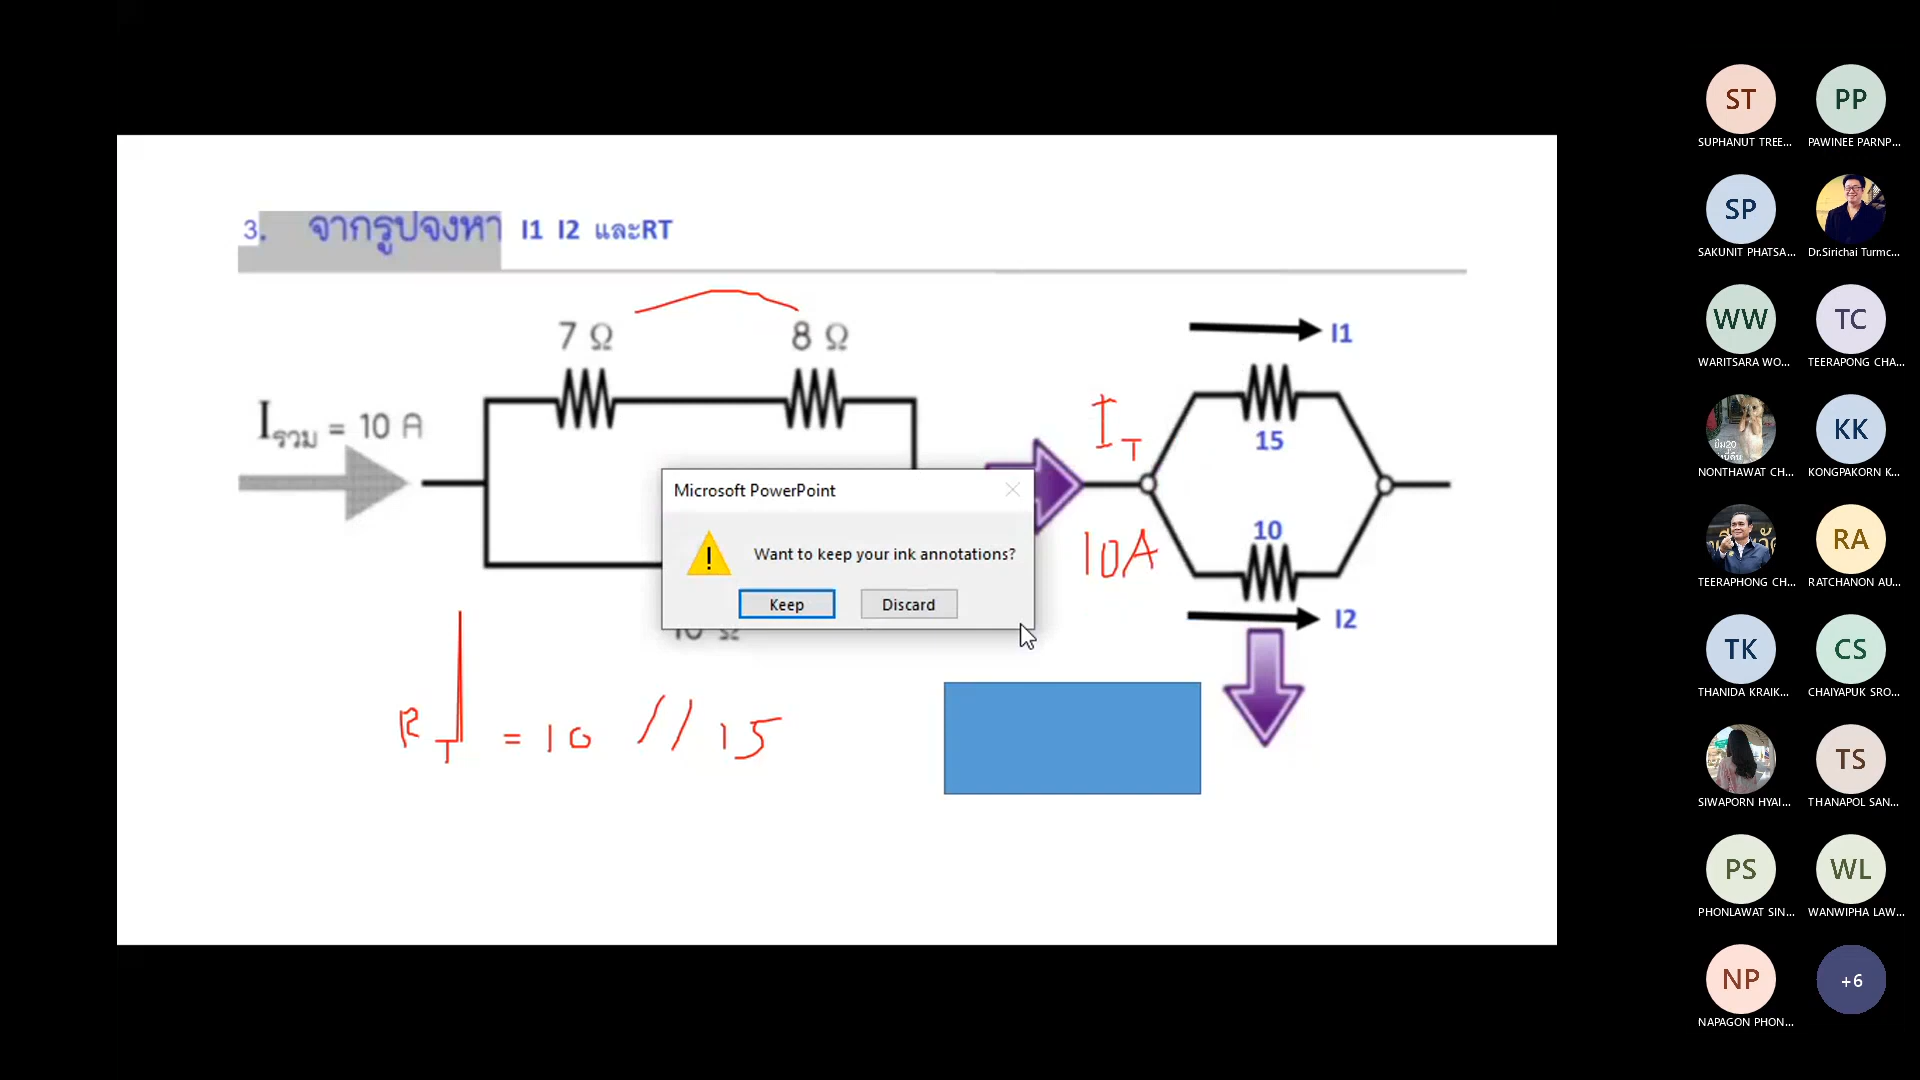 3. จากรูปจงหา I1 I2 และRT
7 Ω
8 Ω
Iรวม = 10 A
10 Ω
I1
15
10
I2
IT
10A
RT = 10 // 15
Microsoft PowerPoint
Want to keep your ink annotations?
Keep
Discard
ST
SUPHANUT TREE...
PP
PAWINEE PARNP...
SP
SAKUNIT PHATSA...
Dr.Sirichai Turmc...
WW
WARITSARA WO...
TC
TEERAPONG CHA...
NONTHAWAT CH...
KK
KONGPAKORN K...
TEERAPHONG CH...
RA
RATCHANON AU...
TK
THANIDA KRAIK...
CS
CHAIYAPUK SRO...
SIWAPORN HYAI...
TS
THANAPOL SAN...
PS
PHONLAWAT SIN...
WL
WANWIPHA LAW...
NP
NAPAGON PHON...
+6